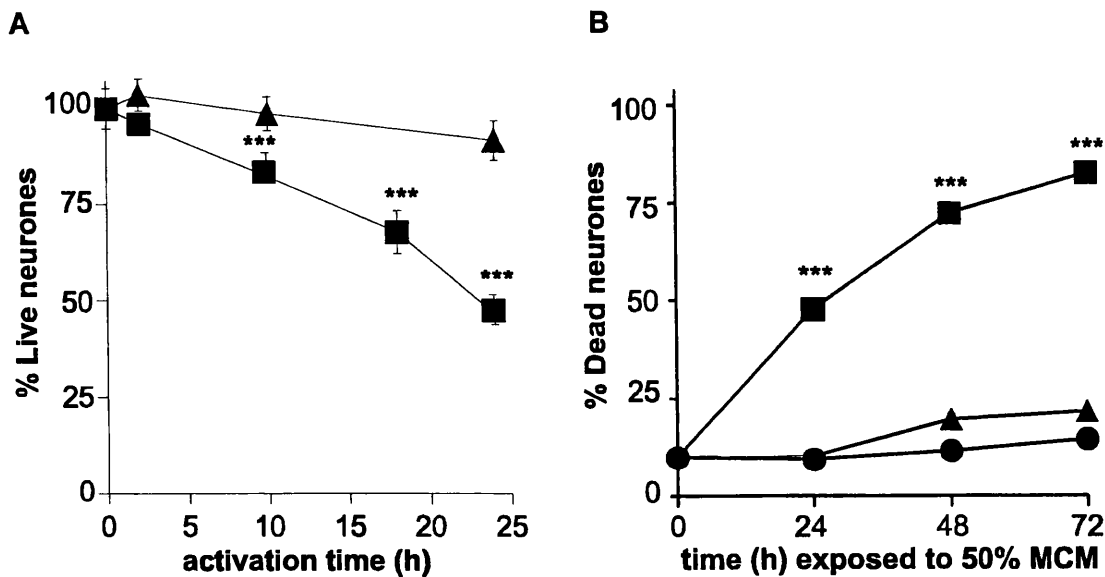 A
B
% Live neurones
100
75
50
25
0
***
***
***
0 5 10 15 20 25
activation time (h)
% Dead neurones
100
75
50
25
0
***
***
***
0 24 48 72
time (h) exposed to 50% MCM